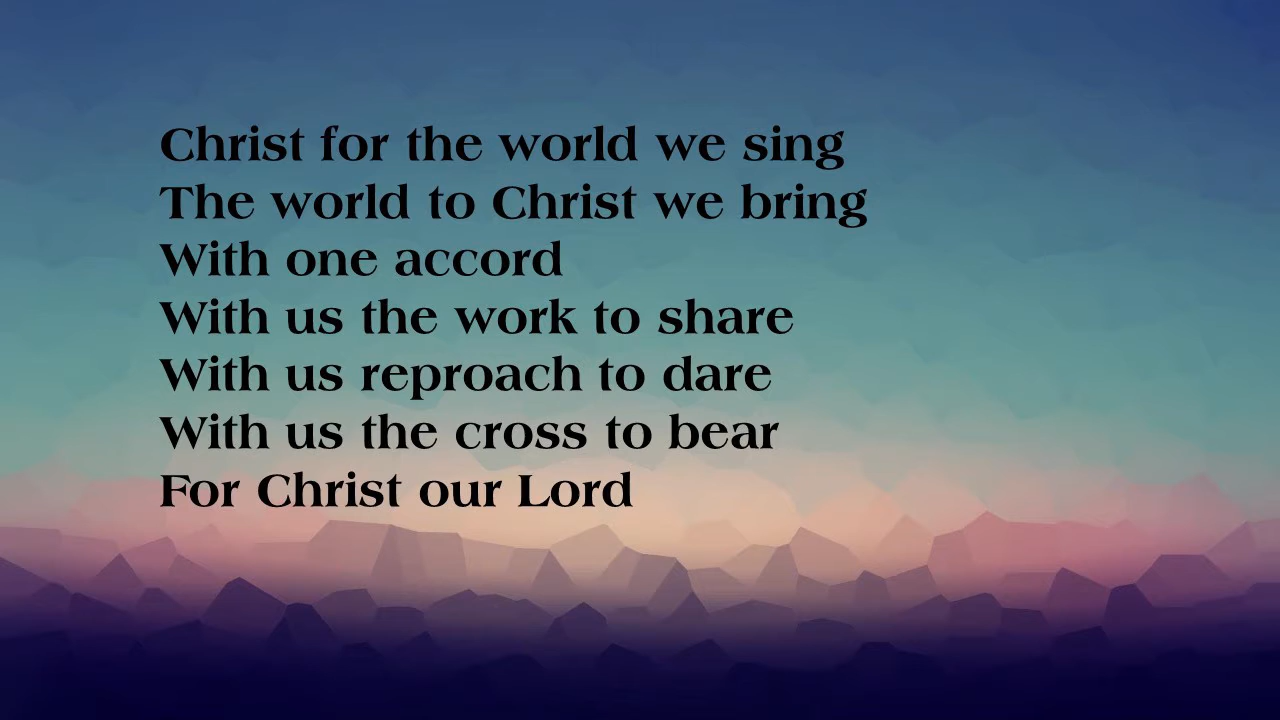 Christ for the world we sing
The world to Christ we bring
With one accord
With us the work to share
With us reproach to dare
With us the cross to bear
For Christ our Lord